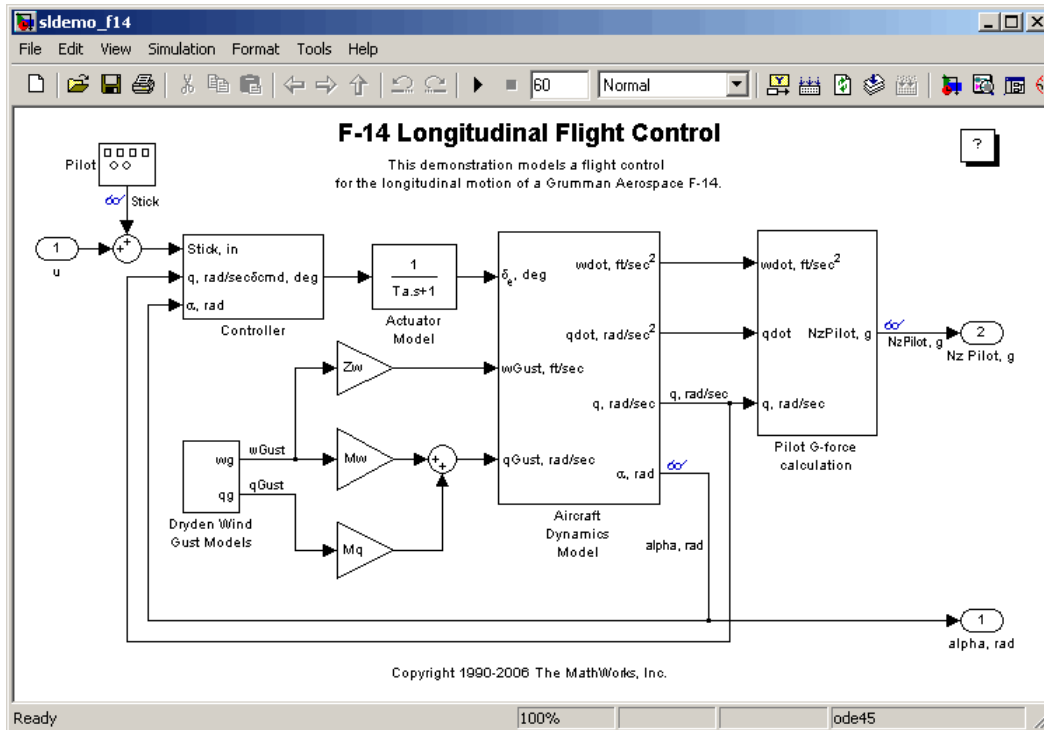 sldemo_f14
File Edit View Simulation Format Tools Help
60 Normal
F-14 Longitudinal Flight Control
?
This demonstration models a flight control
for the longitudinal motion of a Grumman Aerospace F-14.
Pilot
Stick
1
u
Stick, in
q, rad/secδcmd, deg
α, rad
Controller
1
Ta.s+1
Actuator
Model
δe, deg
wGust, ft/sec
qGust, rad/sec
wdot, ft/sec²
qdot, rad/sec²
q, rad/sec
α, rad
Aircraft
Dynamics
Model
q, rad/sec
alpha, rad
wdot, ft/sec²
qdot
NzPilot, g
q, rad/sec
Pilot G-force
calculation
NzPilot, g
2
Nz Pilot, g
Zw
Mw
Mq
wg
qg
wGust
qGust
Dryden Wind
Gust Models
1
alpha, rad
Copyright 1990-2006 The MathWorks, Inc.
Ready 100% ode45